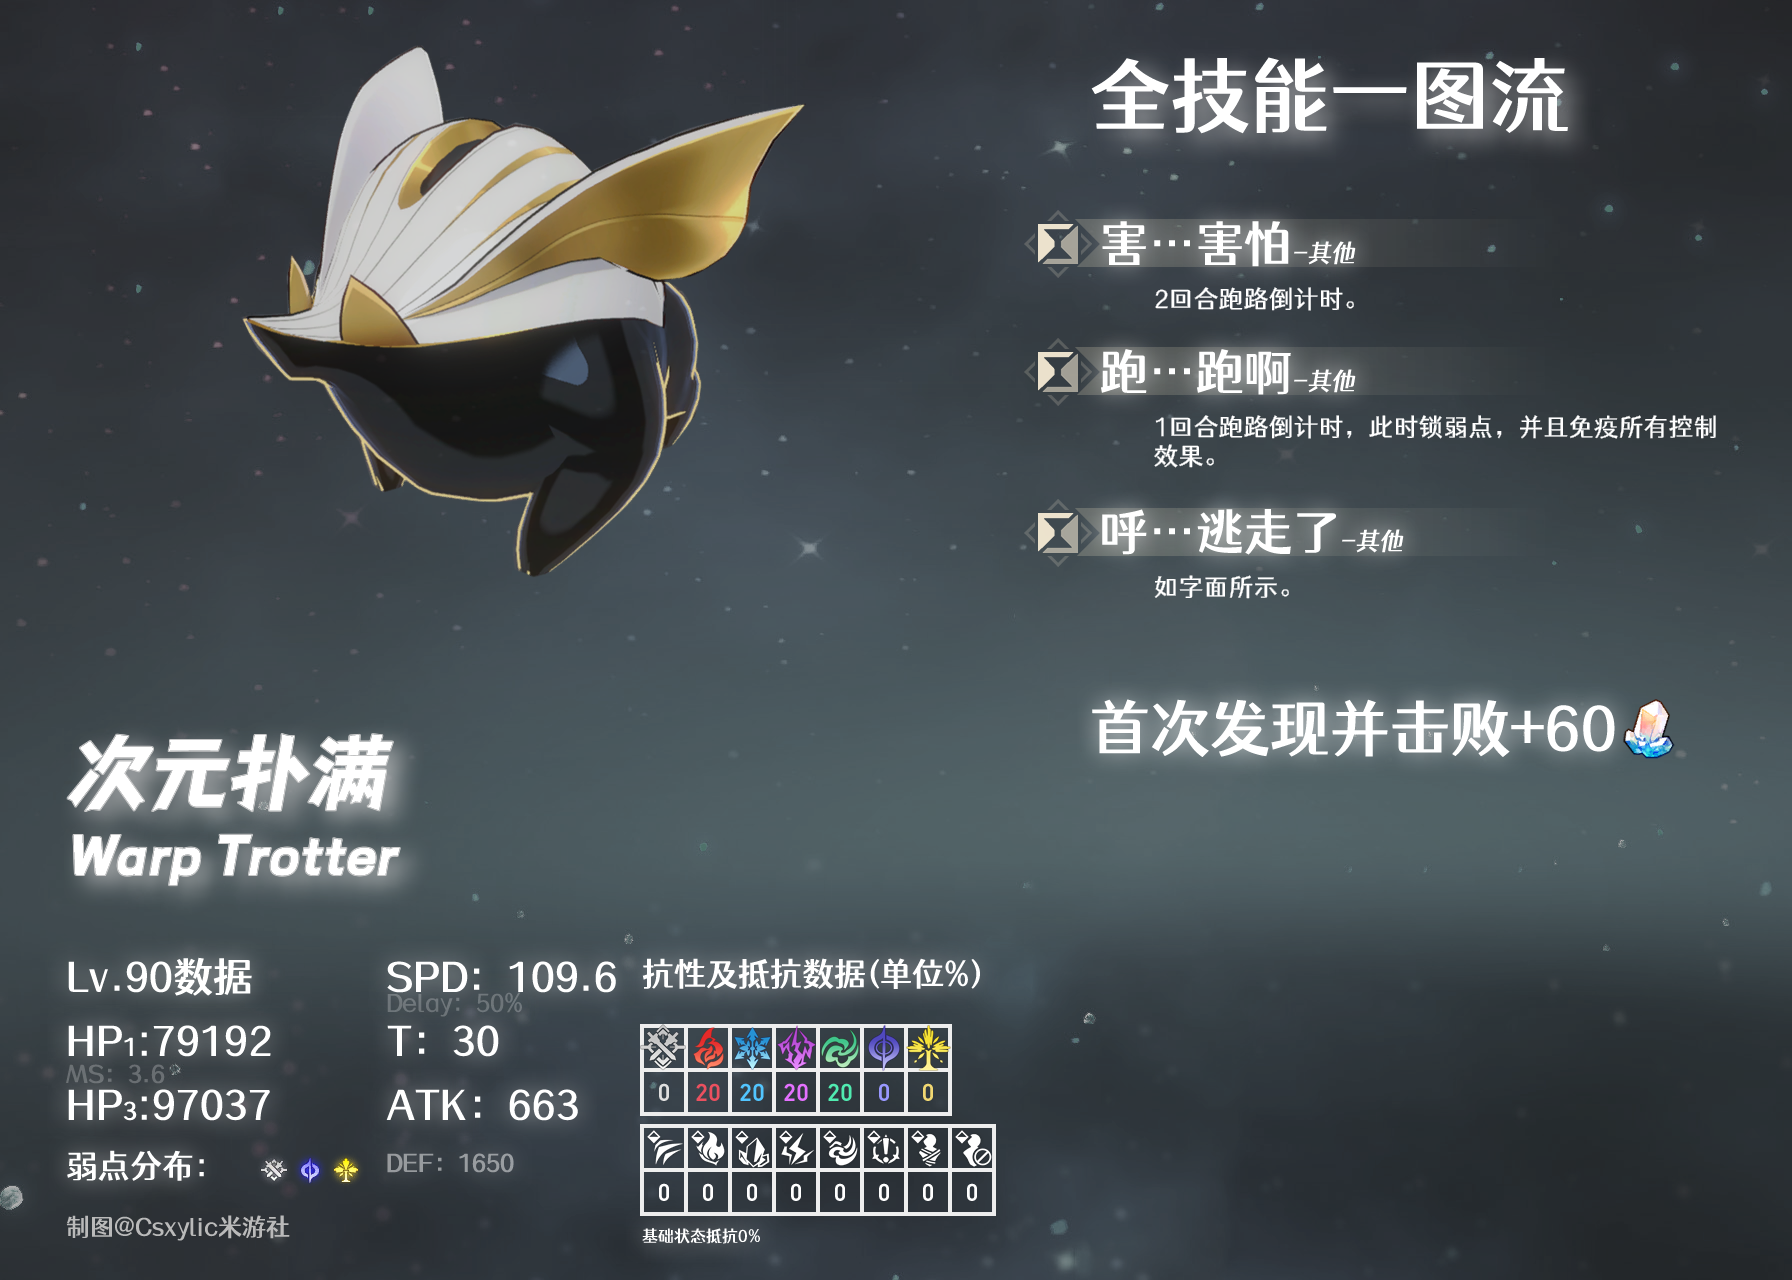 全技能一图流
害…害怕-其他
2回合跑路倒计时。
跑…跑啊-其他
1回合跑路倒计时，此时锁弱点，并且免疫所有控制
效果。
呼…逃走了-其他
如字面所示。
首次发现并击败+60
次元扑满
Warp Trotter
Lv.90数据
HP1:79192
MS: 3.6
HP3:97037
弱点分布：
制图@Csxylic米游社
SPD: 109.6
Delay: 50%
T: 30
ATK: 663
DEF: 1650
抗性及抵抗数据(单位%)
0 20 20 20 20 0 0
0 0 0 0 0 0 0 0
基础状态抵抗0%